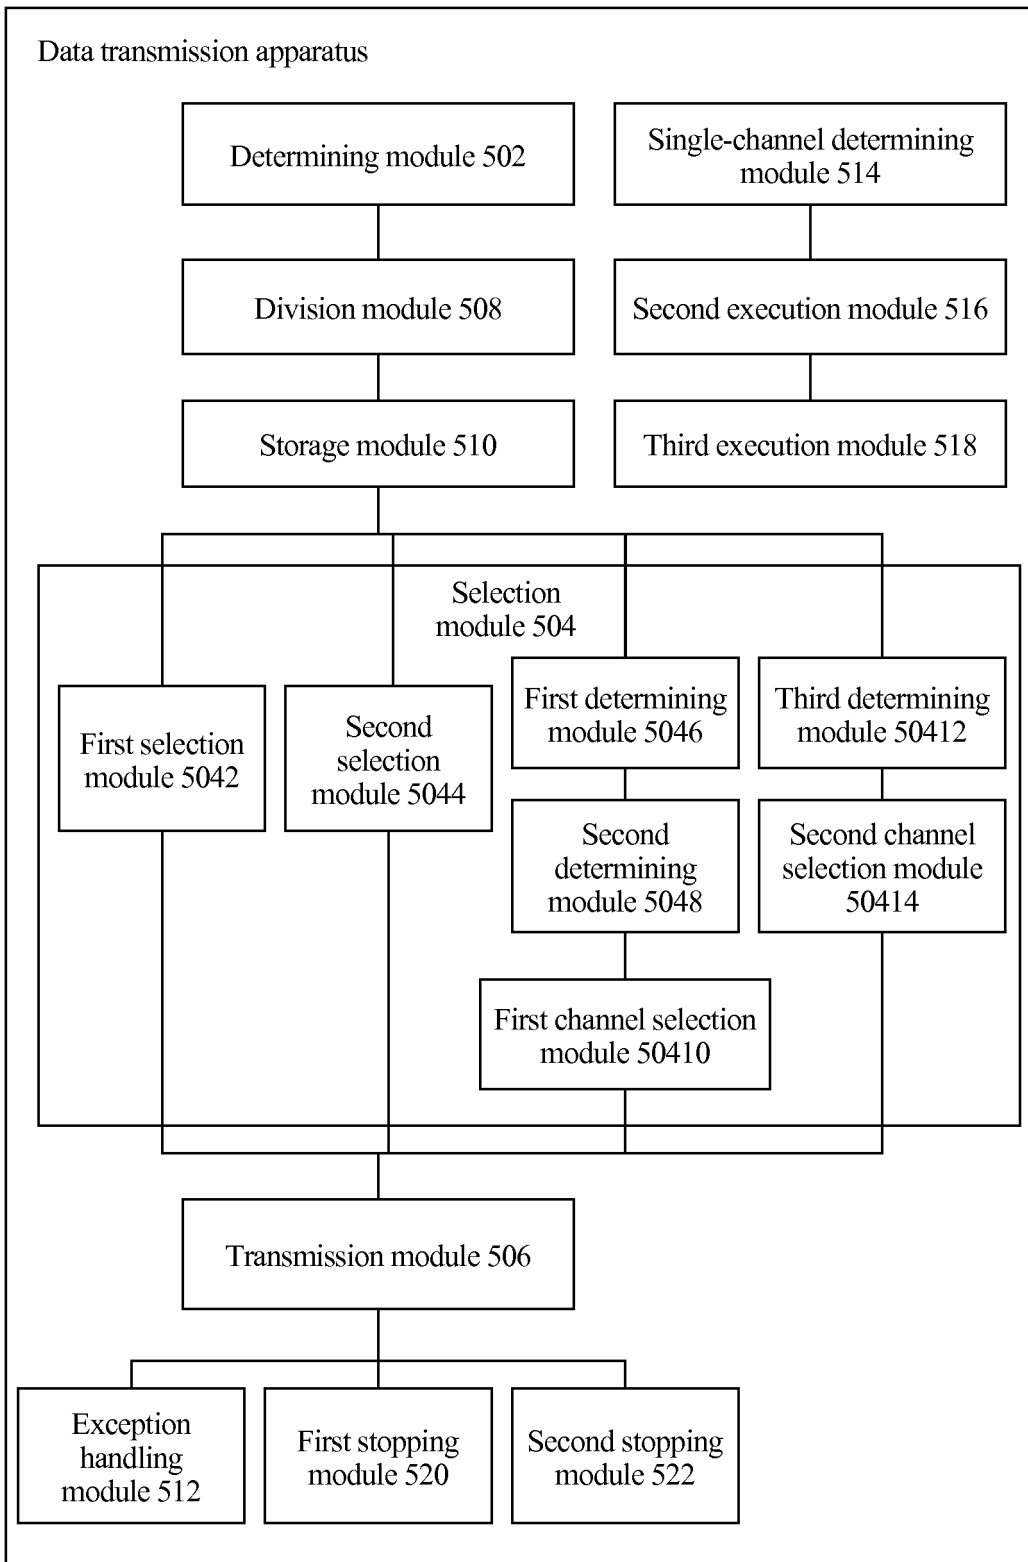 Data transmission apparatus
Determining module 502
Single-channel determining
module 514
Division module 508
Second execution module 516
Storage module 510
Third execution module 518
Selection
module 504
First selection
module 5042
Second
selection
module 5044
First determining
module 5046
Third determining
module 50412
Second
determining
module 5048
Second channel
selection module
50414
First channel selection
module 50410
Transmission module 506
Exception
handling
module 512
First stopping
module 520
Second stopping
module 522